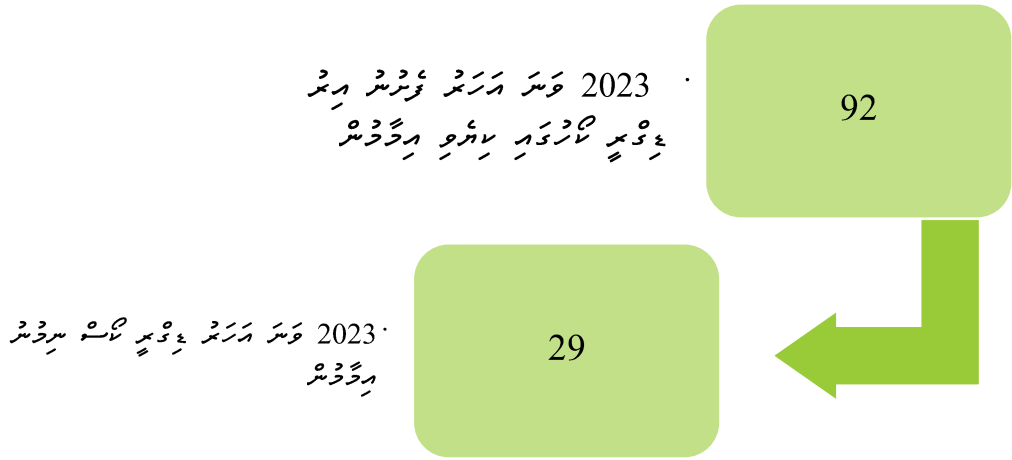 92
· 2023 ވަނަ އަހަރު ފެށުނު އިރު
ޑިގްރީ ކޯހުގައި ކިޔެވި އިމާމުން
29
· 2023 ވަނަ އަހަރު ޑިގްރީ ކޯސް ނިމުނު
އިމާމުން